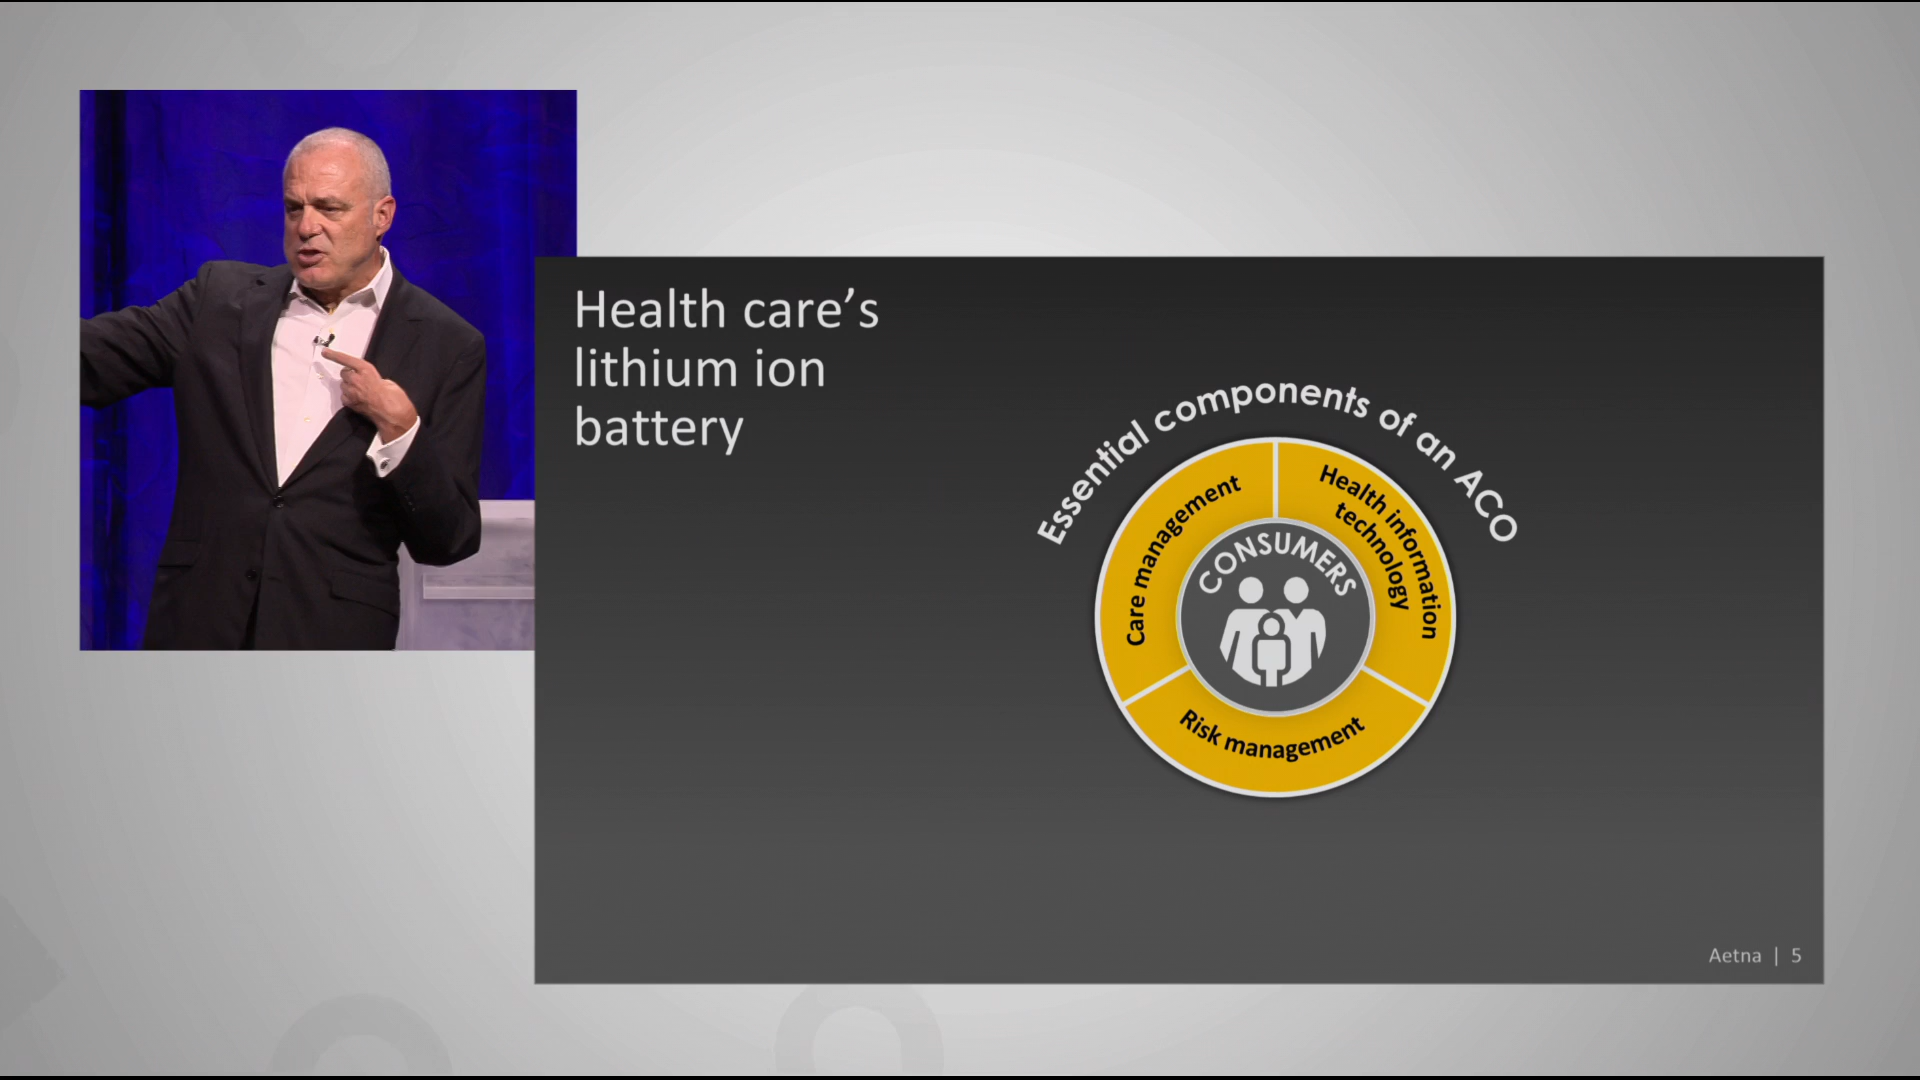 Health care's
lithium ion
battery
Essential components of an ACO
Care management
Health information
technology
CONSUMERS
Risk management
Aetna | 5